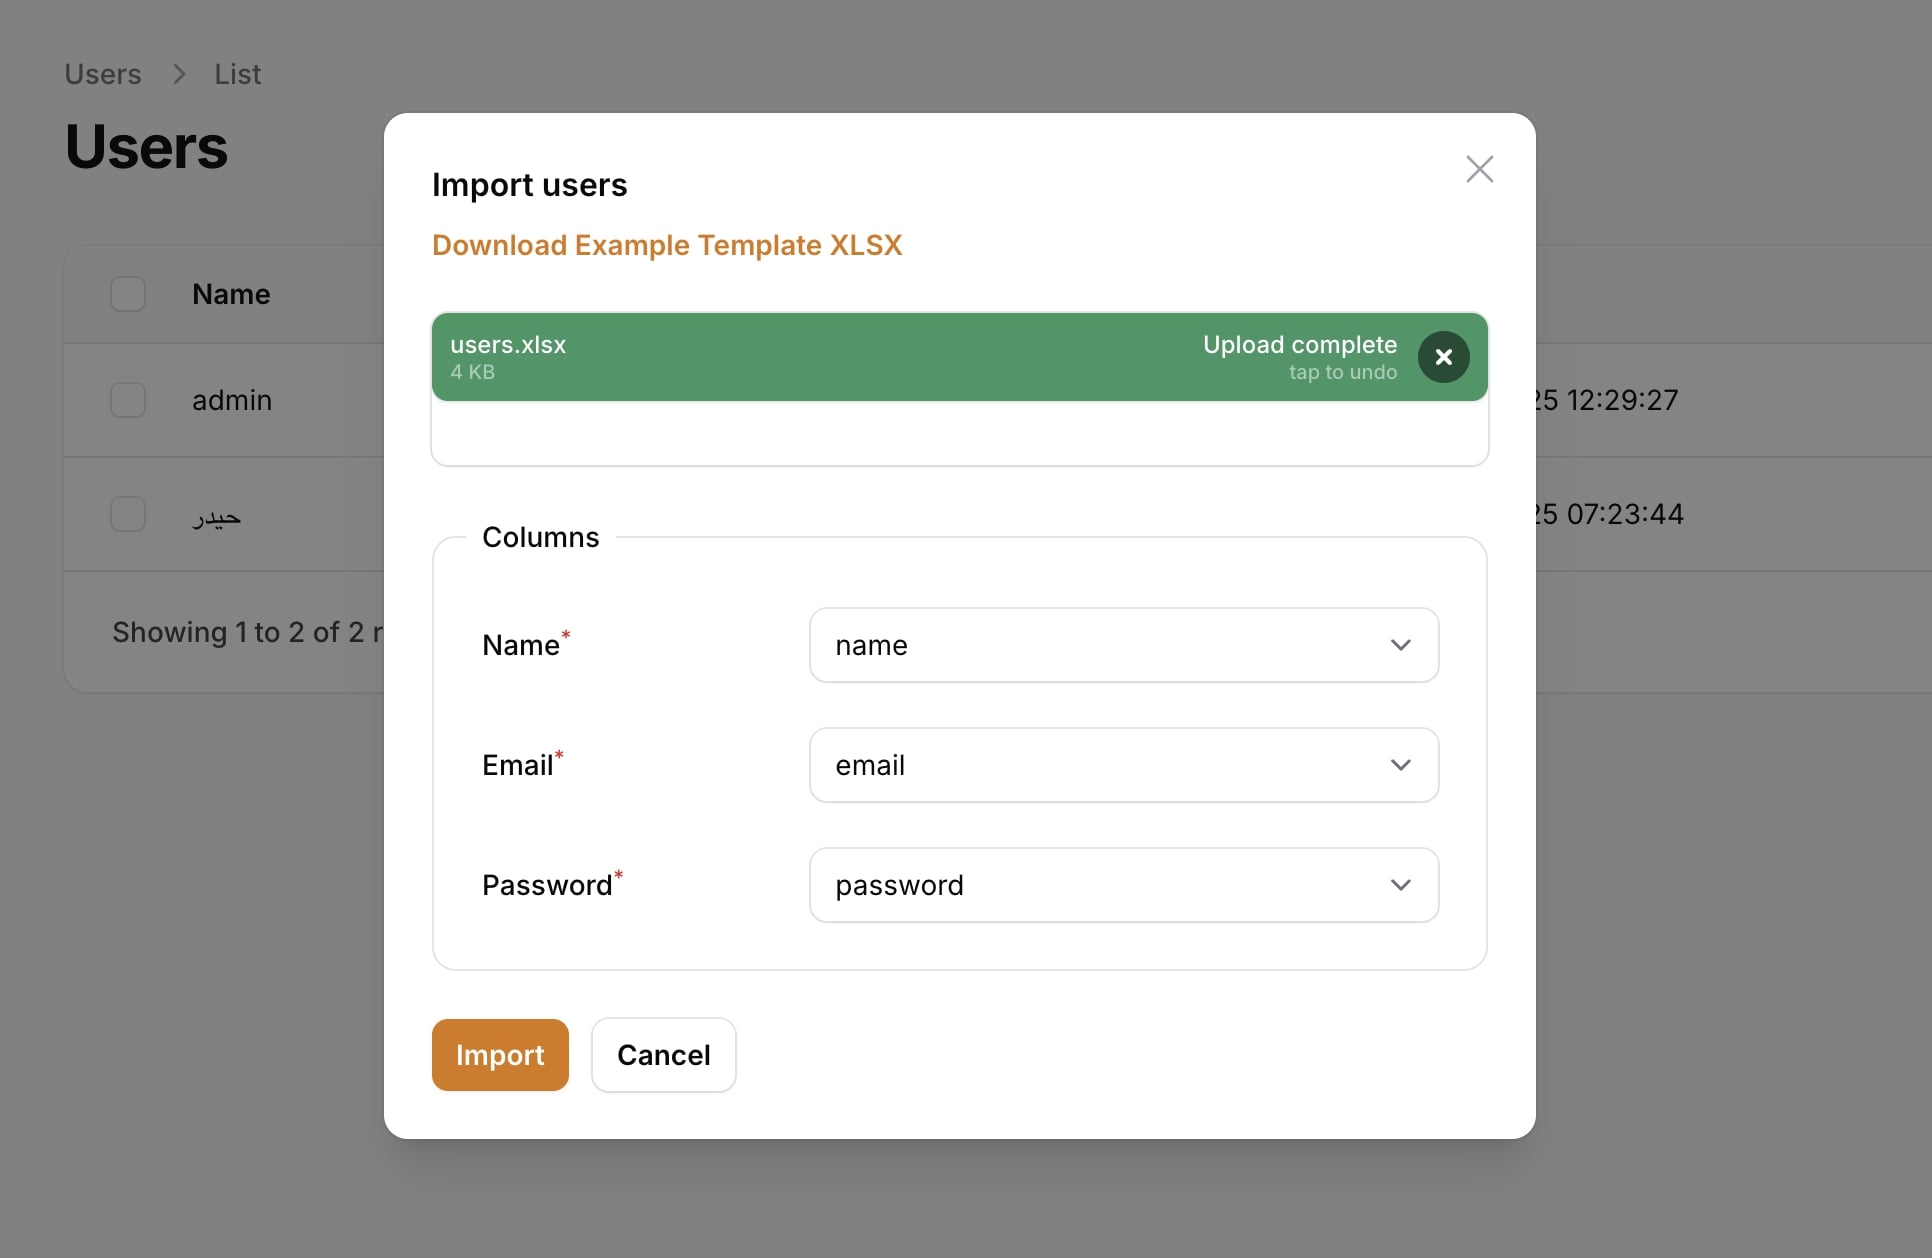 Users > List
Users
Import users
Download Example Template XLSX
users.xlsx
4 KB
Upload complete
tap to undo
Name
admin
25 12:29:27
حيدر
25 07:23:44
Showing 1 to 2 of 2 r
Columns
Name*
name
Email*
email
Password*
password
Import
Cancel